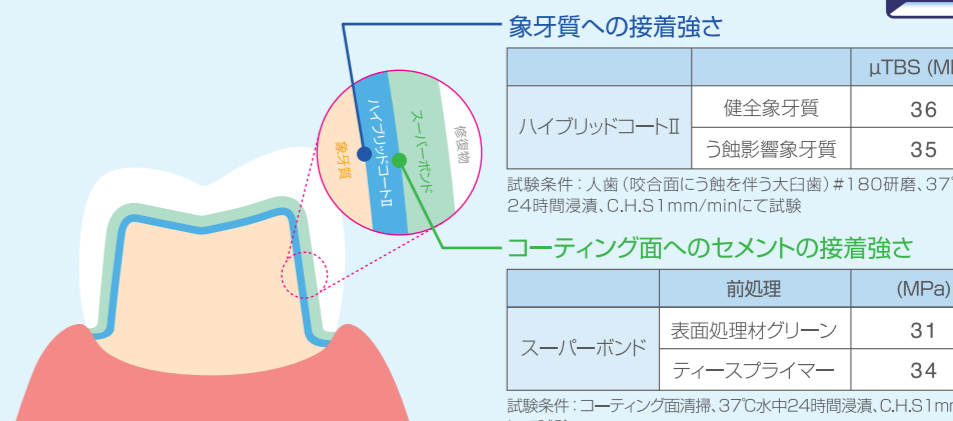 象牙質への接着強さ
μTBS (M
ハイブリッドコートⅡ
健全象牙質 36
う蝕影響象牙質 35
試験条件：人歯（咬合面にう蝕を伴う大臼歯）#180研磨、37℃
24時間浸漬、C.H.S1mm/minにて試験
象牙質
ハイブリッドコートⅡ
スーパーボンド
修復物
コーティング面へのセメントの接着強さ
前処理 (MPa)
スーパーボンド
表面処理材グリーン 31
ティースプライマー 34
試験条件：コーティング面清掃、37℃水中24時間浸漬、C.H.S1m